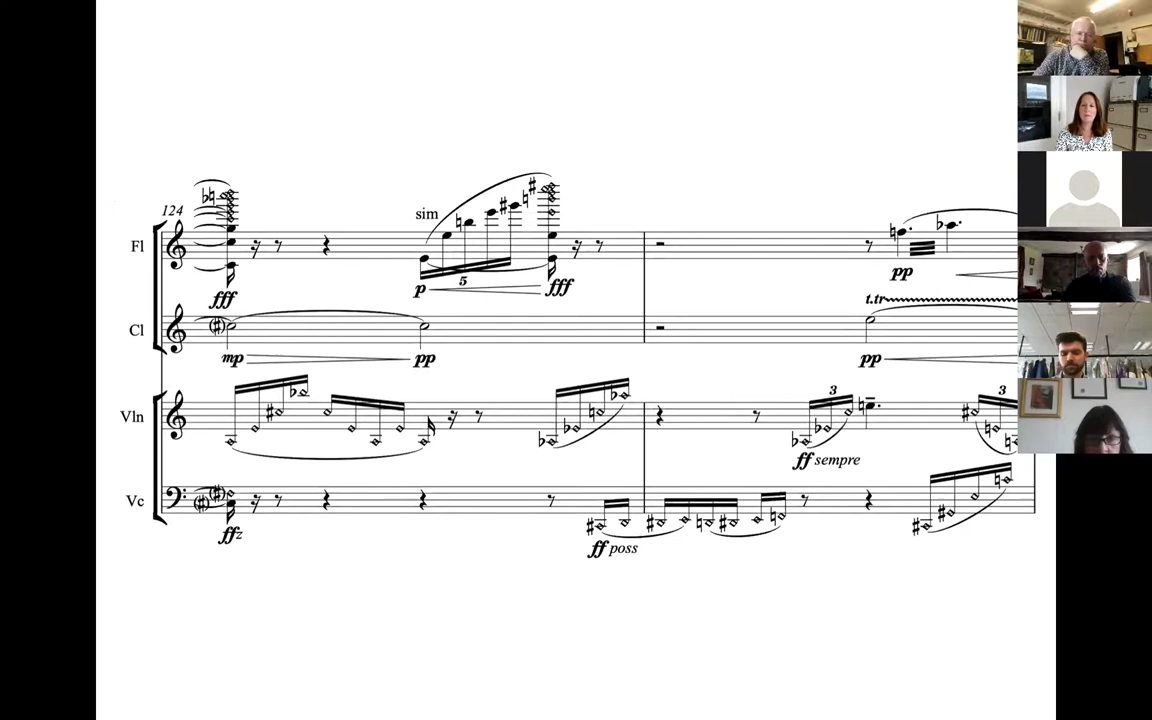 124
sim
Fl
5
fff
p
fff
pp
t.tr
Cl
mp
pp
pp
3
3
Vln
ff sempre
Vc
ffz
ff poss